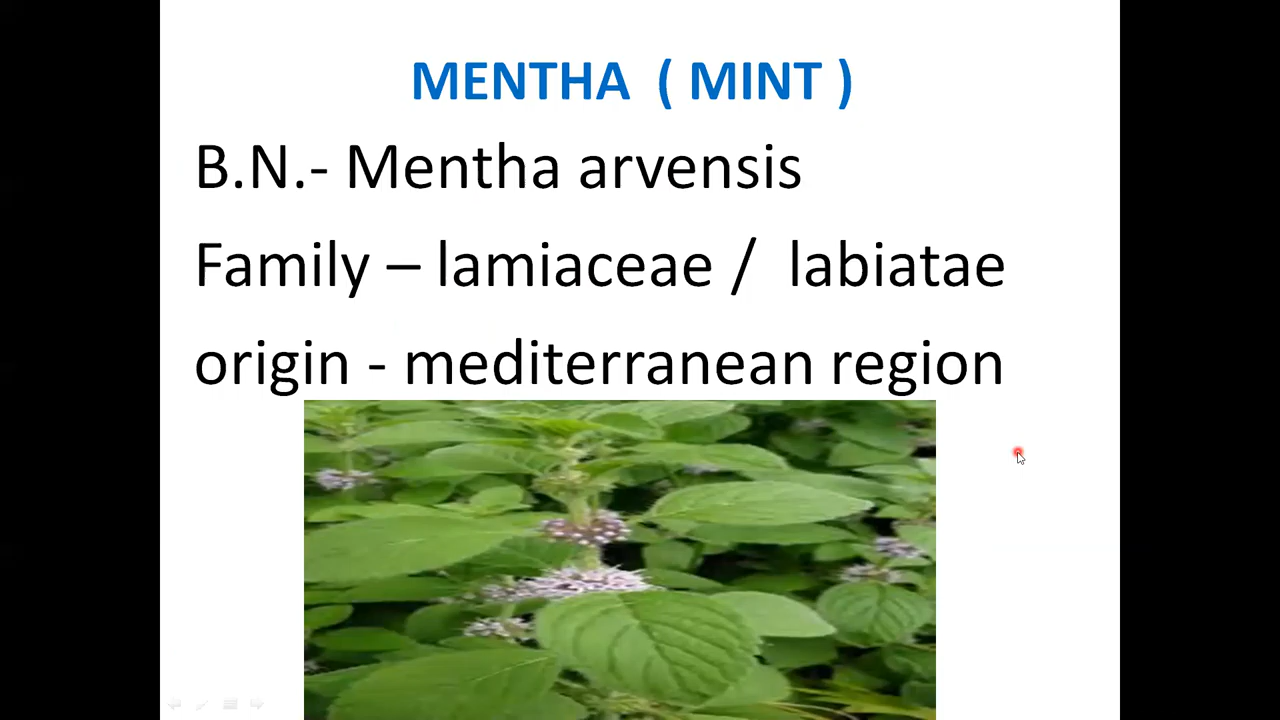 MENTHA ( MINT )
B.N.- Mentha arvensis
Family – lamiaceae / labiatae
origin - mediterranean region